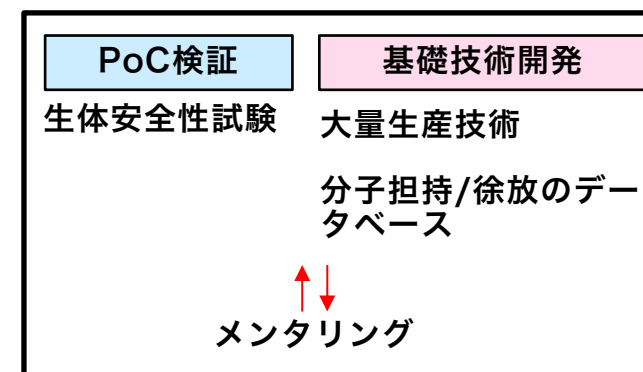 PoC検証
生体安全性試験
基礎技術開発
大量生産技術
分子担持/徐放のデー
タベース
メンタリング